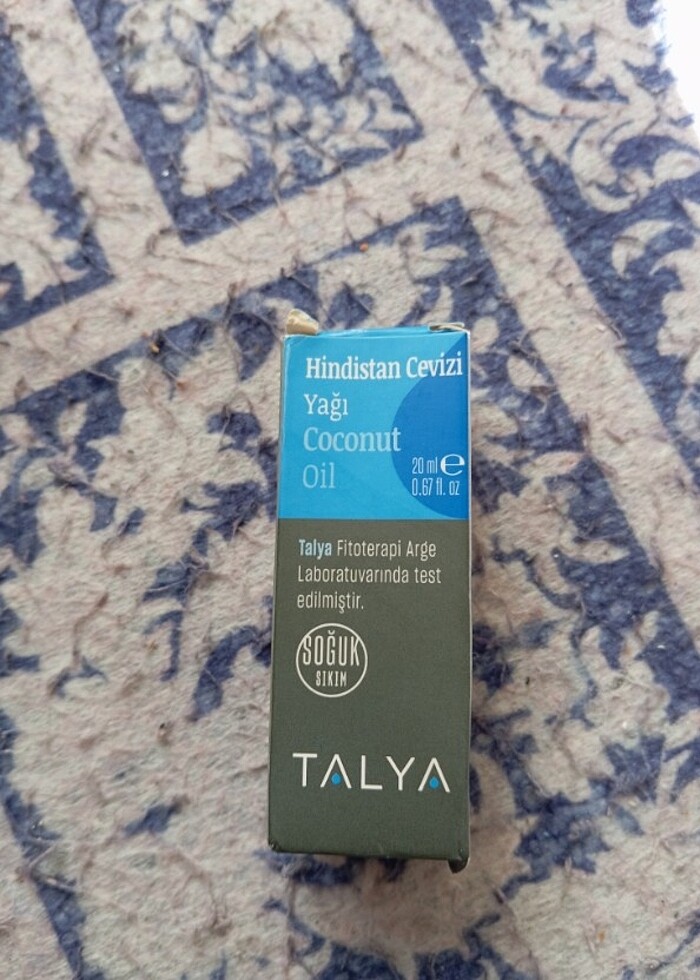 Hindistan Cevizi
Yağı
Coconut
Oil
20 ml e
0.67 fl. oz
Talya Fitoterapi Arge
Laboratuvarında test
edilmiştir.
SOĞUK
SIKIM
TALYA